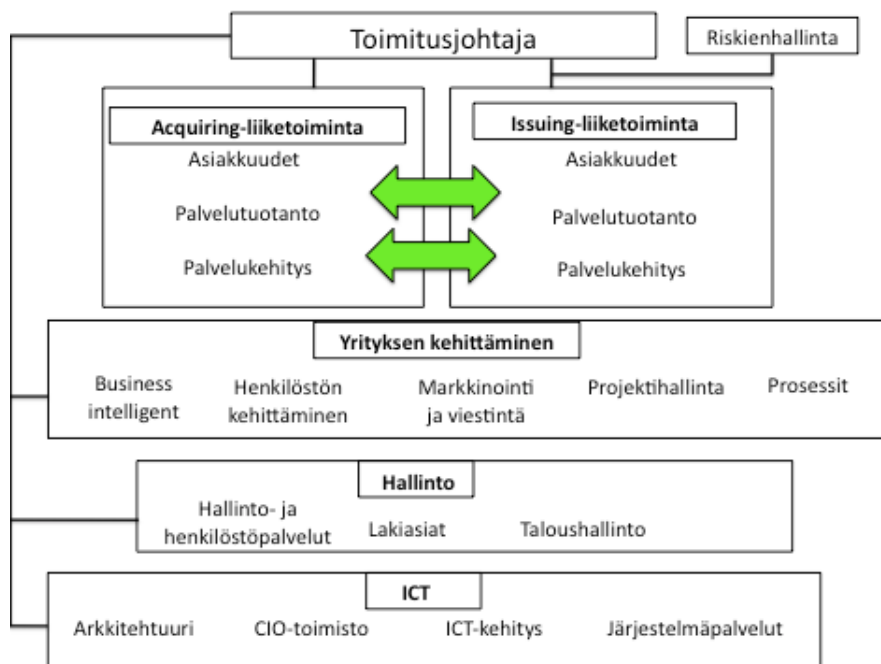 Toimitusjohtaja
Riskienhallinta
Acquiring-liiketoiminta
Asiakkuudet
Palvelutuotanto
Palvelukehitys
Issuing-liiketoiminta
Asiakkuudet
Palvelutuotanto
Palvelukehitys
Yrityksen kehittäminen
Business
intelligent
Henkilöstön
kehittäminen
Markkinointi
ja viestintä
Projektihallinta
Prosessit
Hallinto
Hallinto- ja
henkilöstöpalvelut
Lakiasiat
Taloushallinto
ICT
Arkkitehtuuri
CIO-toimisto
ICT-kehitys
Järjestelmäpalvelut